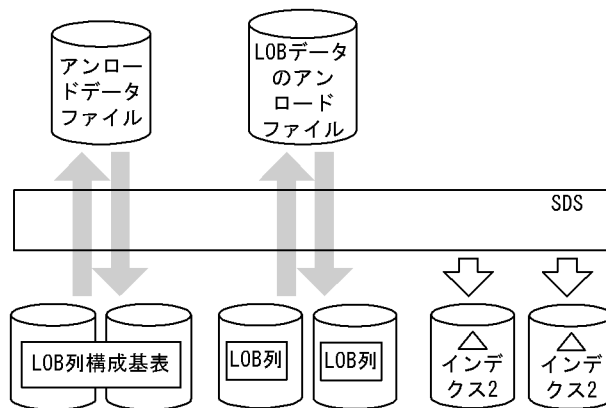 アンロー
ドデータ
ファイル
LOBデータ
のアン
ロード
ファイル
SDS
LOB列構成基表
LOB列
LOB列
インデ
クス2
インデ
クス2